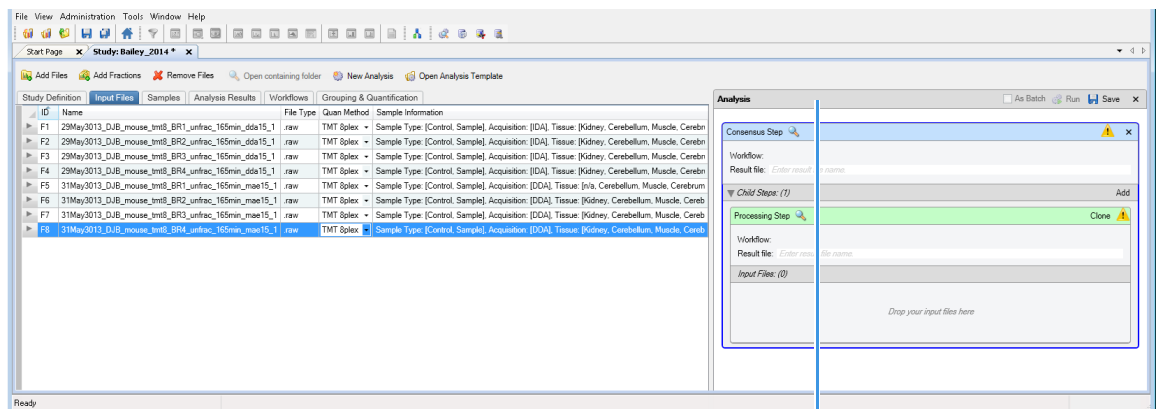 File View Administration Tools Window Help
Start Page x Study: Bailey_2014 * x
Add Files Add Fractions Remove Files Open containing folder New Analysis Open Analysis Template
Study Definition Input Files Samples Analysis Results Workflows Grouping & Quantification
ID Name File Type Quan Method Sample Information
F1 29May3013_DJB_mouse_tmt8_BR1_unfrac_165min_dda15_1 .raw TMT 8plex Sample Type: [Control, Sample], Acquisition: [IDA], Tissue: [Kidney, Cerebellum, Muscle, Cerebr
F2 29May3013_DJB_mouse_tmt8_BR2_unfrac_165min_dda15_1 .raw TMT 8plex Sample Type: [Control, Sample], Acquisition: [IDA], Tissue: [Kidney, Cerebellum, Muscle, Cerebr
F3 29May3013_DJB_mouse_tmt8_BR3_unfrac_165min_dda15_1 .raw TMT 8plex Sample Type: [Control, Sample], Acquisition: [IDA], Tissue: [Kidney, Cerebellum, Muscle, Cerebr
F4 29May3013_DJB_mouse_tmt8_BR4_unfrac_165min_dda15_1 .raw TMT 8plex Sample Type: [Control, Sample], Acquisition: [IDA], Tissue: [Kidney, Cerebellum, Muscle, Cerebr
F5 31May3013_DJB_mouse_tmt8_BR1_unfrac_165min_mae15_1 .raw TMT 8plex Sample Type: [Control, Sample], Acquisition: [DDA], Tissue: [n/a, Cerebellum, Muscle, Cerebrum
F6 31May3013_DJB_mouse_tmt8_BR2_unfrac_165min_mae15_1 .raw TMT 8plex Sample Type: [Control, Sample], Acquisition: [DDA], Tissue: [Kidney, Cerebellum, Muscle, Cereb
F7 31May3013_DJB_mouse_tmt8_BR3_unfrac_165min_mae15_1 .raw TMT 8plex Sample Type: [Control, Sample], Acquisition: [DDA], Tissue: [Kidney, Cerebellum, Muscle, Cereb
F8 31May3013_DJB_mouse_tmt8_BR4_unfrac_165min_mae15_1 .raw TMT 8plex Sample Type: [Control, Sample], Acquisition: [DDA], Tissue: [Kidney, Cerebellum, Muscle, Cereb
Analysis As Batch Run Save x
Consensus Step x
Workflow:
Result file: Enter result file name.
Child Steps: (1) Add
Processing Step Clone
Workflow:
Result file: Enter result file name.
Input Files: (0)
Drop your input files here
Ready